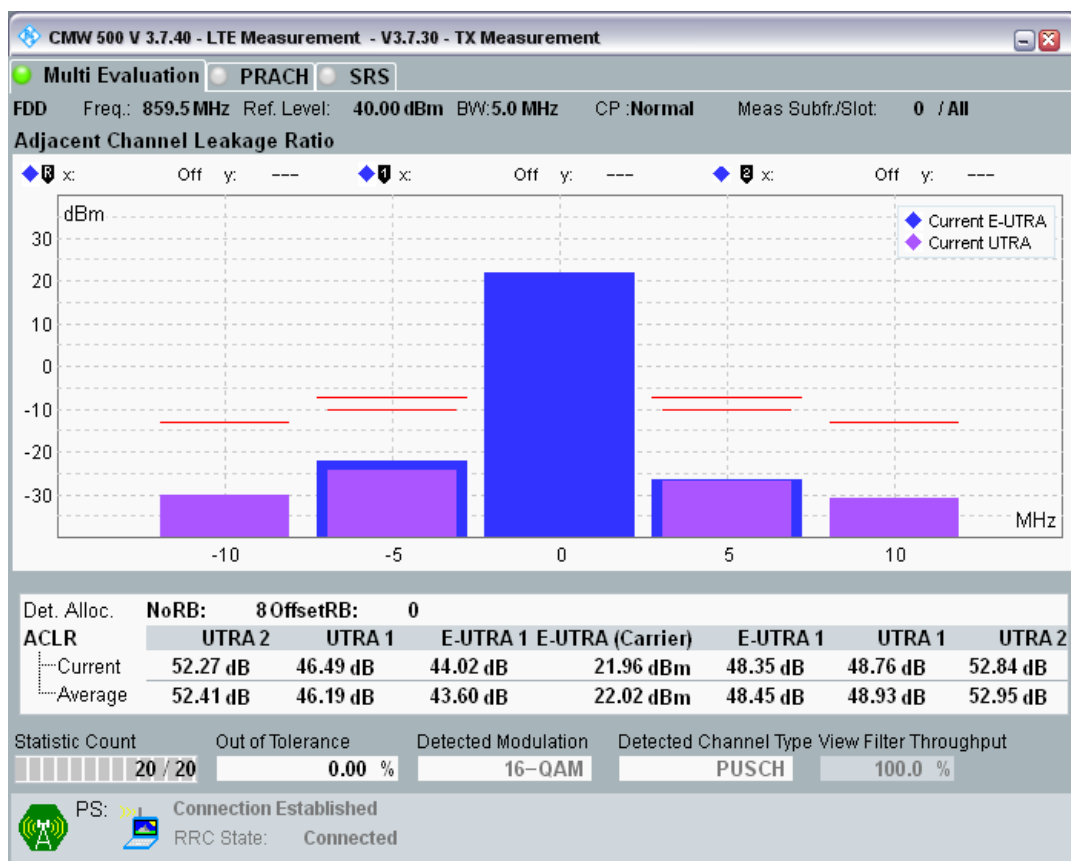 CMW 500 V 3.7.40 - LTE Measurement - V3.7.30 - TX Measurement
Multi Evaluation PRACH SRS
FDD Freq.: 859.5 MHz Ref. Level: 40.00 dBm BW:5.0 MHz CP :Normal Meas Subfr./Slot: 0 / All
Adjacent Channel Leakage Ratio
R x: Off y: --- 1 x: Off y: --- 2 x: Off y: ---
dBm
Current E-UTRA
Current UTRA
30
20
10
0
-10
-20
-30
MHz
-10 -5 0 5 10
Det. Alloc. NoRB: 8 OffsetRB: 0
ACLR UTRA 2 UTRA 1 E-UTRA 1 E-UTRA (Carrier) E-UTRA 1 UTRA 1 UTRA 2
Current 52.27 dB 46.49 dB 44.02 dB 21.96 dBm 48.35 dB 48.76 dB 52.84 dB
Average 52.41 dB 46.19 dB 43.60 dB 22.02 dBm 48.45 dB 48.93 dB 52.95 dB
Statistic Count Out of Tolerance Detected Modulation Detected Channel Type View Filter Throughput
20 / 20 0.00 % 16-QAM PUSCH 100.0 %
PS: Connection Established
RRC State: Connected